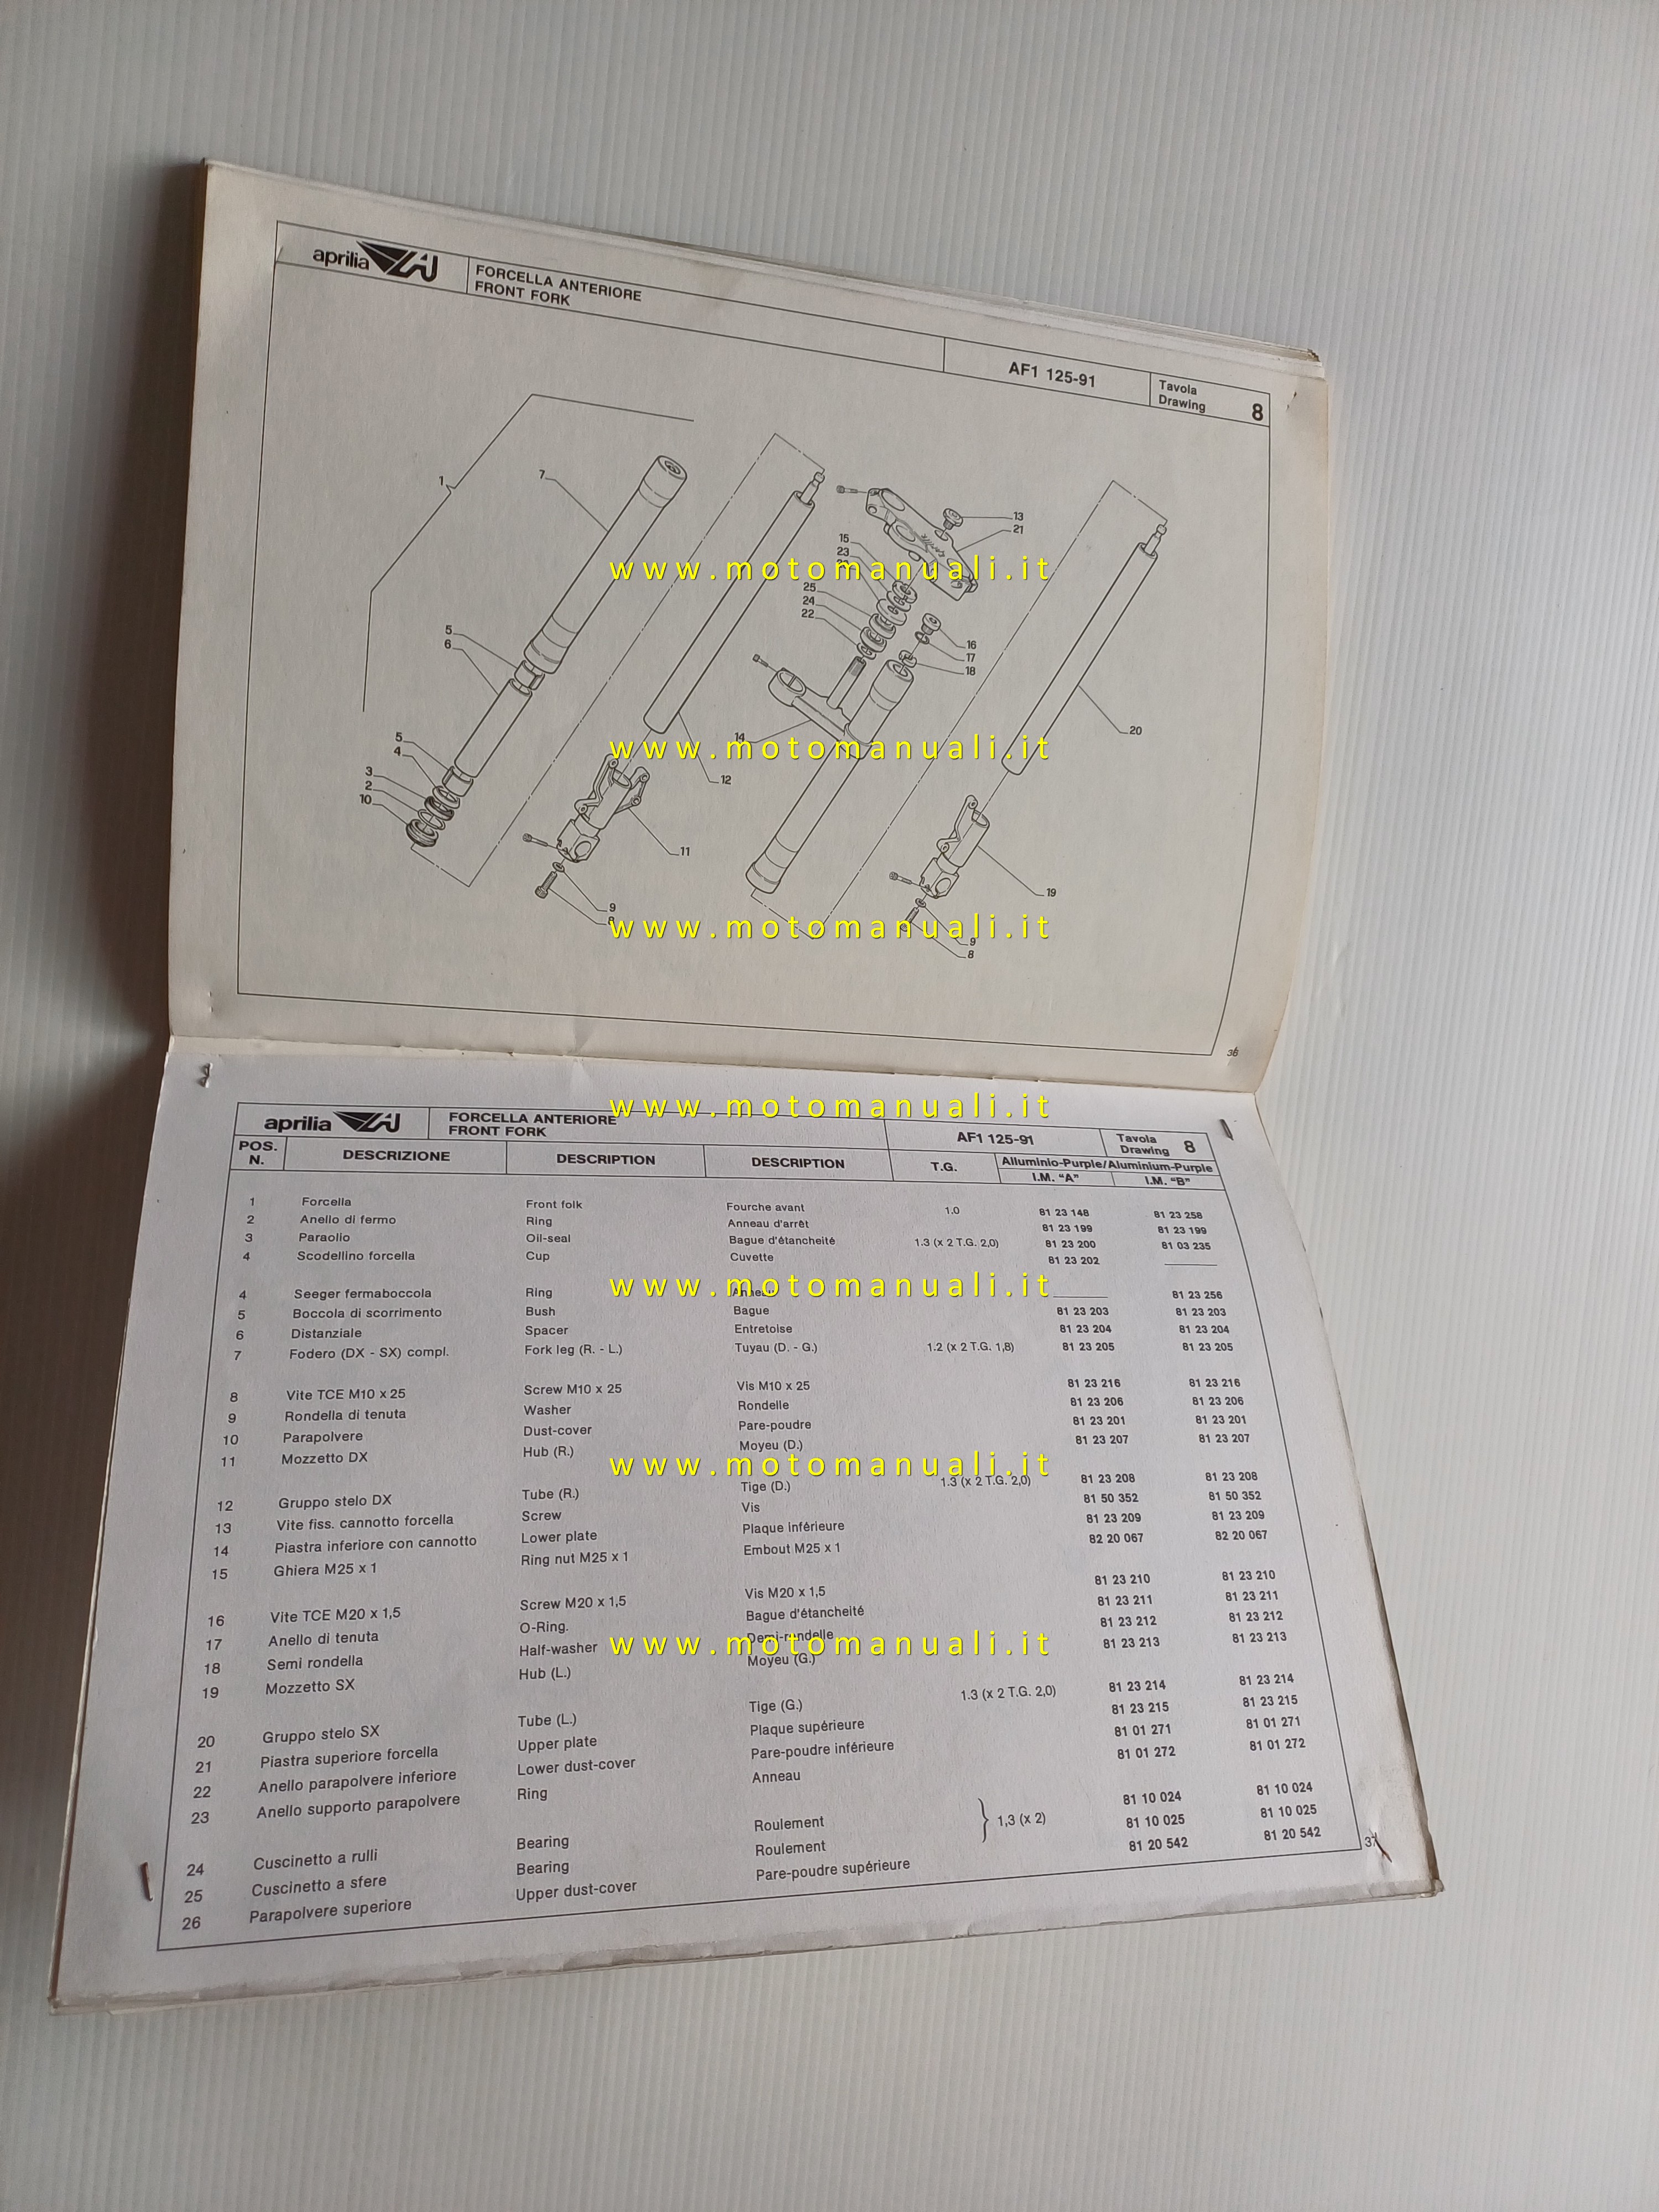 aprilia
FORCELLA ANTERIORE
FRONT FORK
AF1 125-91
Tavola
Drawing 8
1
7
13
21
15
23
25
24
22
5
6
16
17
18
5
4
3
2
10
14
12
20
11
19
9
9
8
36
www.motomanuali.it
www.motomanuali.it
www.motomanuali.it
www.motomanuali.it
www.motomanuali.it
www.motomanuali.it
www.motomanuali.it
aprilia
FORCELLA ANTERIORE
FRONT FORK
AF1 125-91
Tavola
Drawing 8
POS. N. DESCRIZIONE DESCRIPTION DESCRIPTION T.G. Alluminio-Purple/Aluminium-Purple
I.M. "A" I.M. "B"
1 Forcella Front folk Fourche avant 1.0 81 23 148 81 23 258
2 Anello di fermo Ring Anneau d'arrêt 81 23 199 81 23 199
3 Paraolio Oil-seal Bague d'étancheité 1.3 (x 2 T.G. 2,0) 81 23 200 81 03 235
4 Scodellino forcella Cup Cuvette 81 23 202
4 Seeger fermaboccola Ring Anneau 81 23 256
5 Boccola di scorrimento Bush Bague 81 23 203 81 23 203
6 Distanziale Spacer Entretoise 81 23 204 81 23 204
7 Fodero (DX - SX) compl. Fork leg (R. - L.) Tuyau (D. - G.) 1.2 (x 2 T.G. 1,8) 81 23 205 81 23 205
8 Vite TCE M10 x 25 Screw M10 x 25 Vis M10 x 25 81 23 216 81 23 216
9 Rondella di tenuta Washer Rondelle 81 23 206 81 23 206
10 Parapolvere Dust-cover Pare-poudre 81 23 201 81 23 201
11 Mozzetto DX Hub (R.) Moyeu (D.) 81 23 207 81 23 207
12 Gruppo stelo DX Tube (R.) Tige (D.) 1.3 (x 2 T.G. 2,0) 81 23 208 81 23 208
13 Vite fiss. cannotto forcella Screw Vis 81 50 352 81 50 352
14 Piastra inferiore con cannotto Lower plate Plaque inférieure 81 23 209 81 23 209
15 Ghiera M25 x 1 Ring nut M25 x 1 Embout M25 x 1 82 20 067 82 20 067
16 Vite TCE M20 x 1,5 Screw M20 x 1,5 Vis M20 x 1,5 81 23 210 81 23 210
17 Anello di tenuta O-Ring. Bague d'étancheité 81 23 211 81 23 211
18 Semi rondella Half-washer Demi-rondelle 81 23 212 81 23 212
19 Mozzetto SX Hub (L.) Moyeu (G.) 81 23 213 81 23 213
20 Gruppo stelo SX Tube (L.) Tige (G.) 1.3 (x 2 T.G. 2,0) 81 23 214 81 23 214
21 Piastra superiore forcella Upper plate Plaque supérieure 81 23 215 81 23 215
22 Anello parapolvere inferiore Lower dust-cover Pare-poudre inférieure 81 01 271 81 01 271
23 Anello supporto parapolvere Ring Anneau 81 01 272 81 01 272
24 Cuscinetto a rulli Bearing Roulement } 1,3 (x 2) 81 10 024 81 10 024
25 Cuscinetto a sfere Bearing Roulement 81 10 025 81 10 025
26 Parapolvere superiore Upper dust-cover Pare-poudre supérieure 81 20 542 81 20 542
37